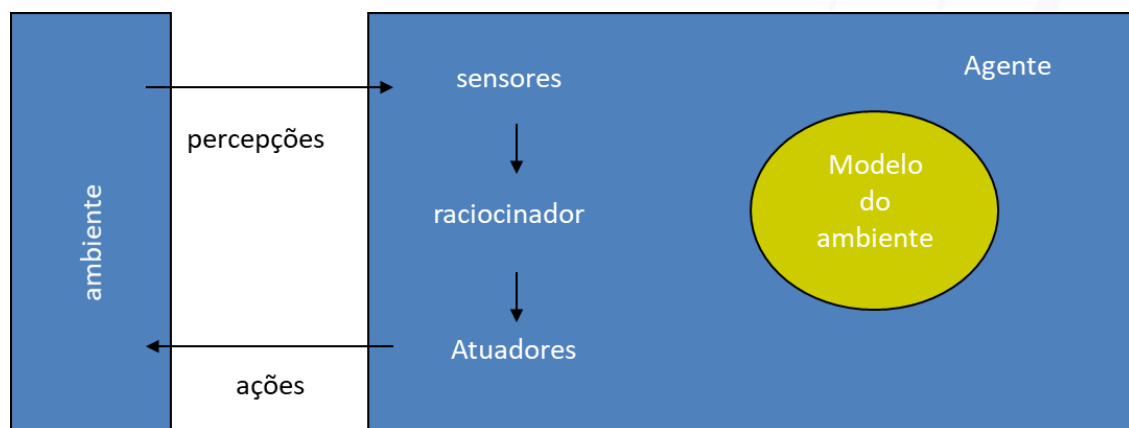 ambiente
percepções
ações
sensores
raciocinador
Atuadores
Agente
Modelo
do
ambiente